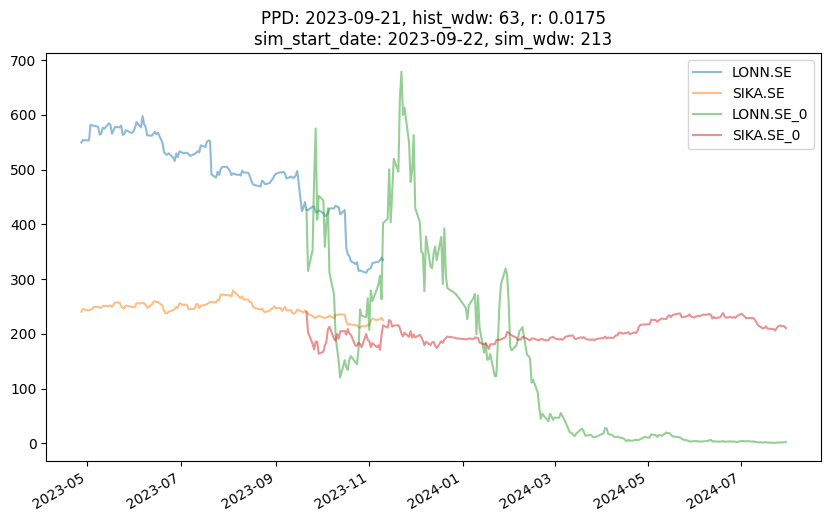 PPD: 2023-09-21, hist_wdw: 63, r: 0.0175
sim_start_date: 2023-09-22, sim_wdw: 213
700
600
500
400
300
200
100
0
LONN.SE
SIKA.SE
LONN.SE_0
SIKA.SE_0
2023-05
2023-07
2023-09
2023-11
2024-01
2024-03
2024-05
2024-07